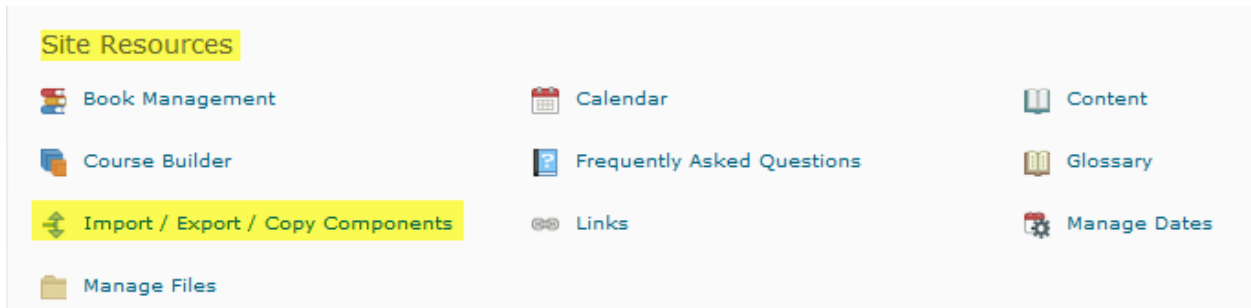 Site Resources
Book Management
Calendar
Content
Course Builder
Frequently Asked Questions
Glossary
Import / Export / Copy Components
Links
Manage Dates
Manage Files